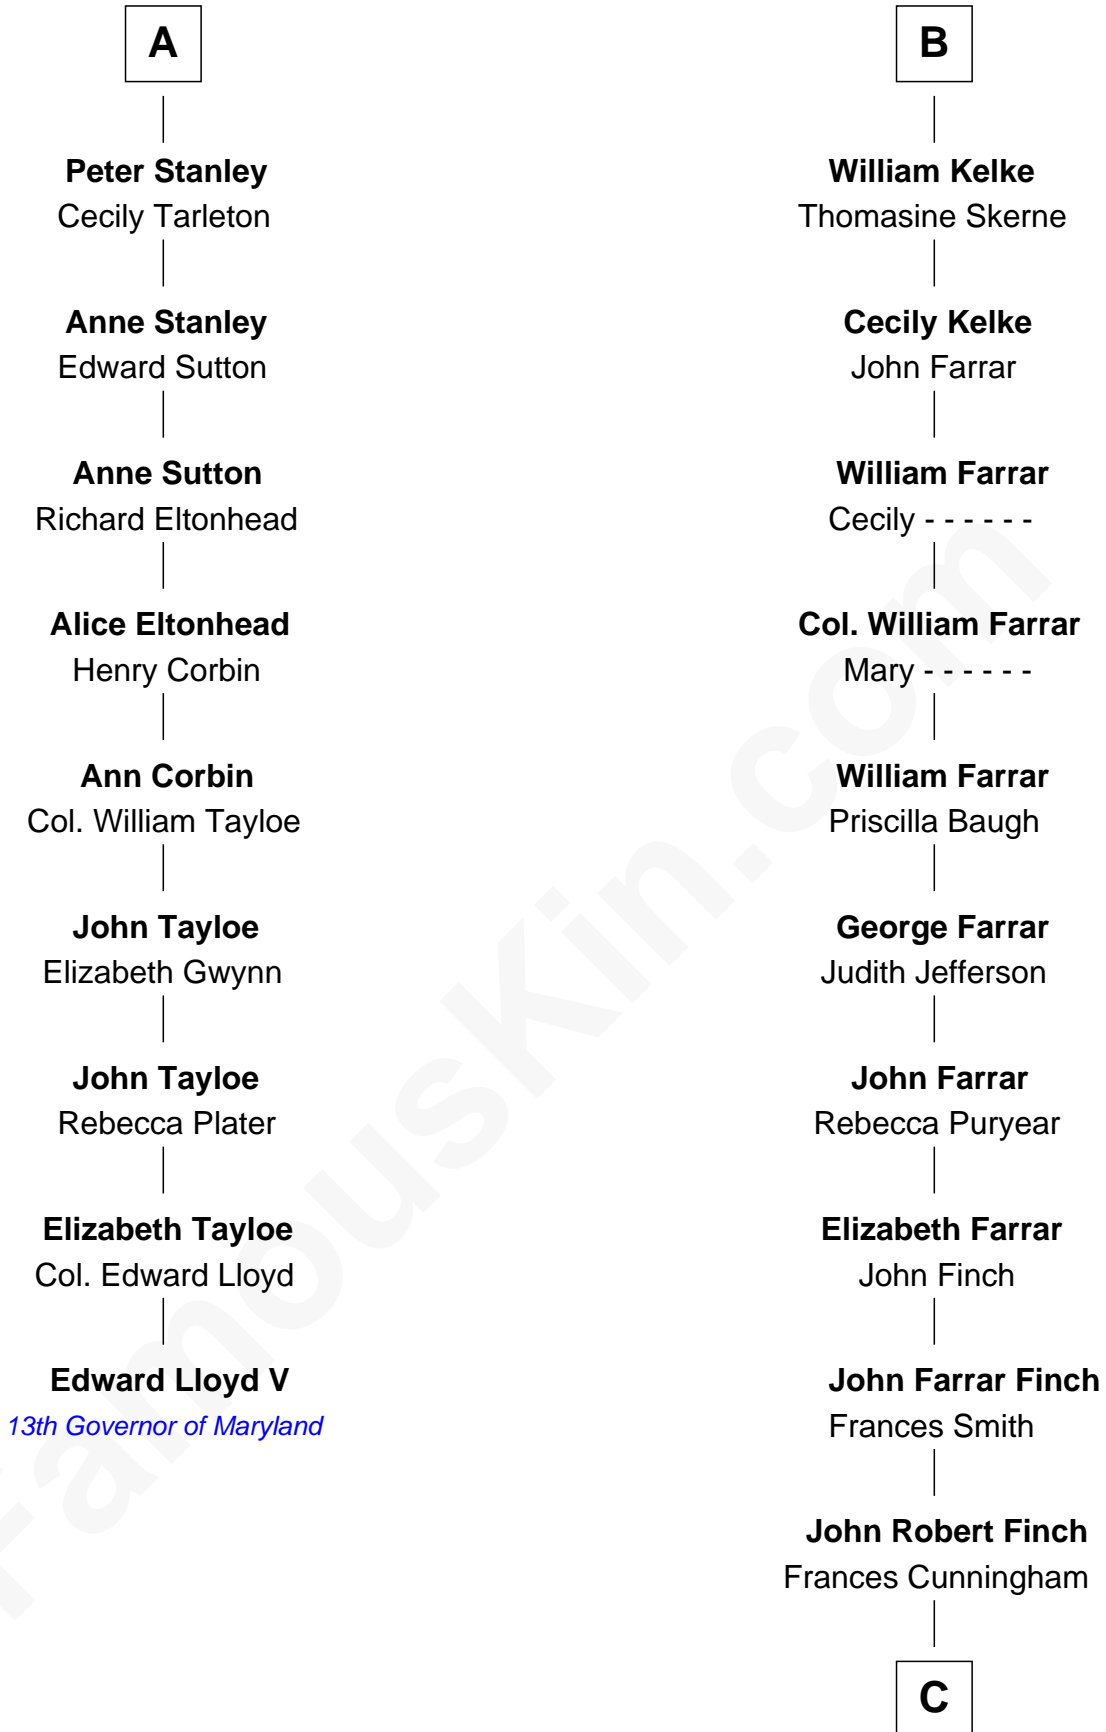 A
Peter Stanley
Cecily Tarleton
Anne Stanley
Edward Sutton
Anne Sutton
Richard Eltonhead
Alice Eltonhead
Henry Corbin
Ann Corbin
Col. William Tayloe
John Tayloe
Elizabeth Gwynn
John Tayloe
Rebecca Plater
Elizabeth Tayloe
Col. Edward Lloyd
Edward Lloyd V
13th Governor of Maryland
B
William Kelke
Thomasine Skerne
Cecily Kelke
John Farrar
William Farrar
Cecily - - - - - -
Col. William Farrar
Mary - - - - - -
William Farrar
Priscilla Baugh
George Farrar
Judith Jefferson
John Farrar
Rebecca Puryear
Elizabeth Farrar
John Finch
John Farrar Finch
Frances Smith
John Robert Finch
Frances Cunningham
C
FamousKin.com